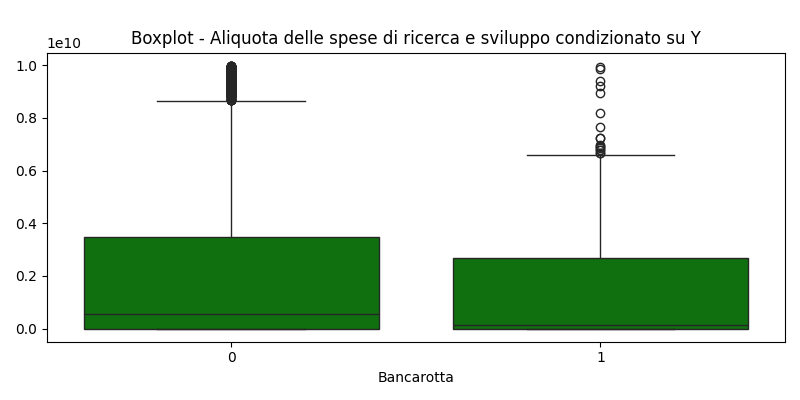 Boxplot - Aliquota delle spese di ricerca e sviluppo condizionato su Y
1e10
1.0
0.8
0.6
0.4
0.2
0.0
0 1
Bancarotta